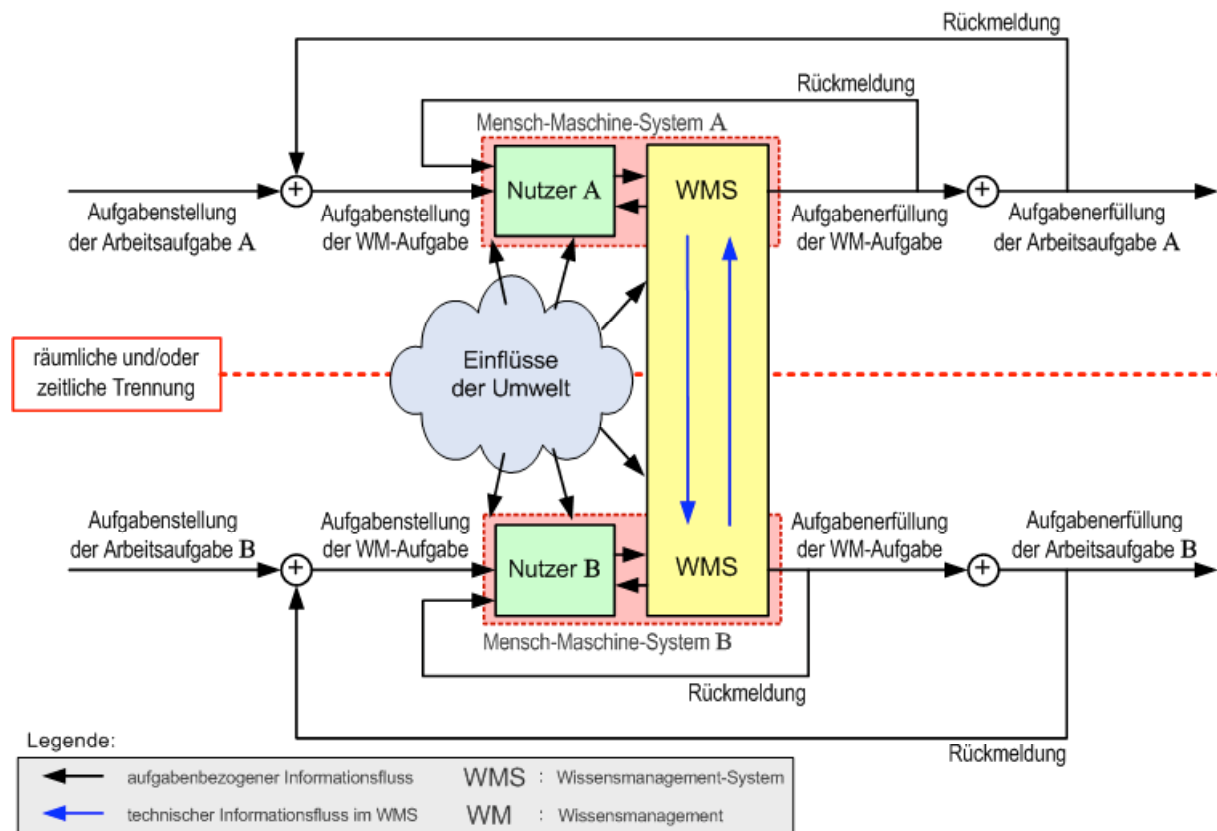 Rückmeldung
Rückmeldung
Mensch-Maschine-System A
Nutzer A
WMS
Aufgabenstellung
der Arbeitsaufgabe A
Aufgabenstellung
der WM-Aufgabe
Aufgabenerfüllung
der WM-Aufgabe
Aufgabenerfüllung
der Arbeitsaufgabe A
räumliche und/oder
zeitliche Trennung
Einflüsse
der Umwelt
Aufgabenstellung
der Arbeitsaufgabe B
Aufgabenstellung
der WM-Aufgabe
Nutzer B
WMS
Aufgabenerfüllung
der WM-Aufgabe
Aufgabenerfüllung
der Arbeitsaufgabe B
Mensch-Maschine-System B
Rückmeldung
Rückmeldung
Legende:
aufgabenbezogener Informationsfluss
WMS : Wissensmanagement-System
technischer Informationsfluss im WMS
WM : Wissensmanagement